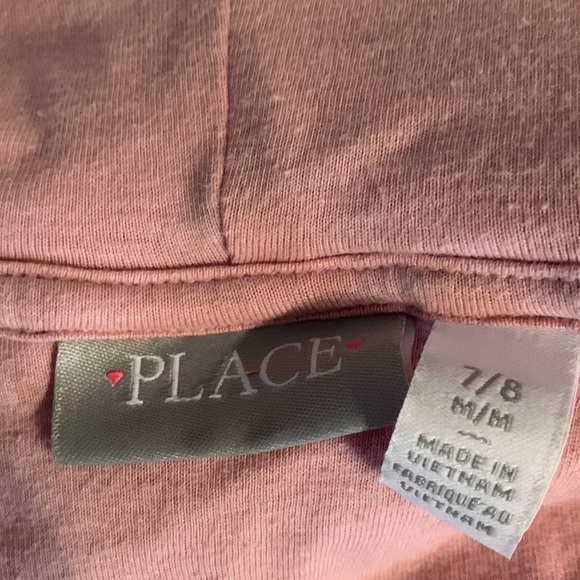 PLACE
7/8
M/M
MADE IN
VIETNAM
FABRIQUÉ AU
VIETNAM